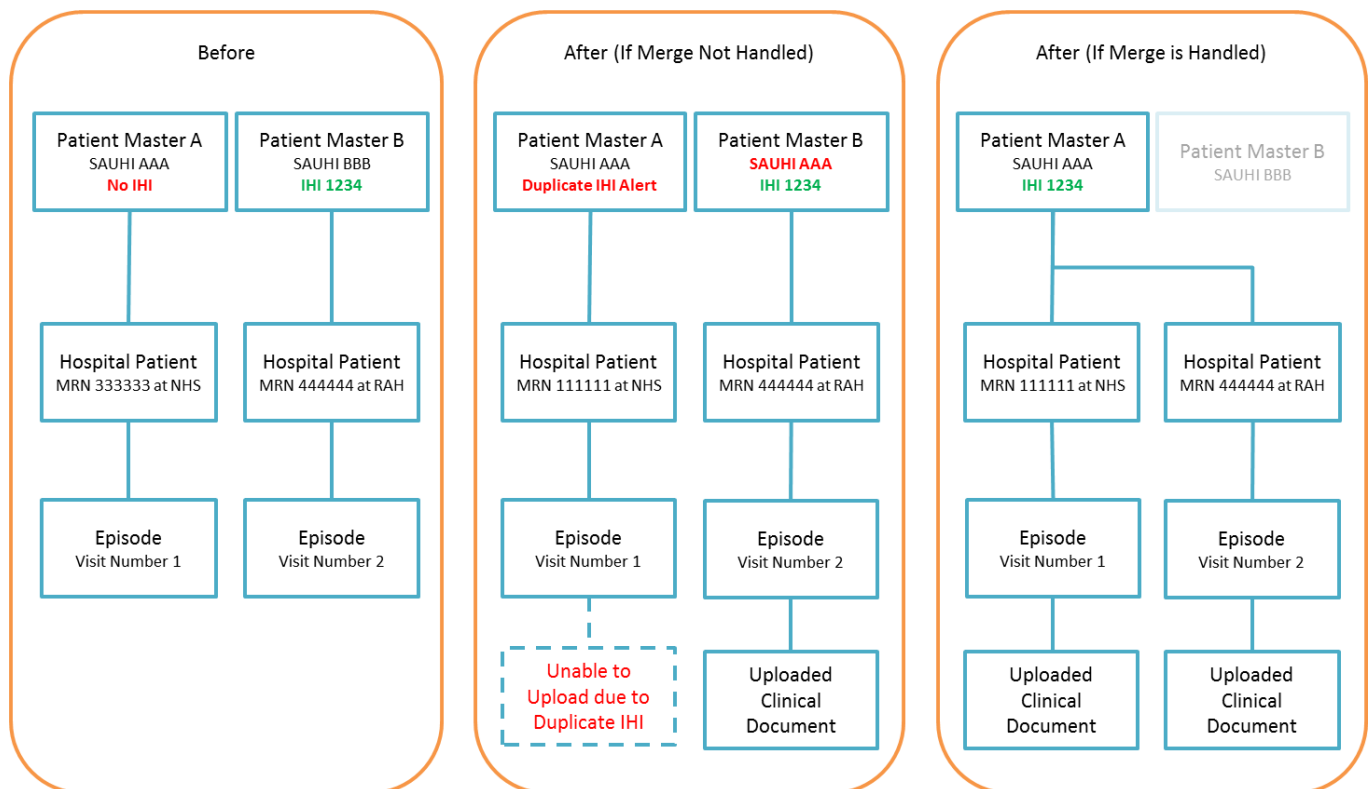 Before
Patient Master A
SAUHI AAA
No IHI
Patient Master B
SAUHI BBB
IHI 1234
Hospital Patient
MRN 333333 at NHS
Hospital Patient
MRN 444444 at RAH
Episode
Visit Number 1
Episode
Visit Number 2
After (If Merge Not Handled)
Patient Master A
SAUHI AAA
Duplicate IHI Alert
Patient Master B
SAUHI AAA
IHI 1234
Hospital Patient
MRN 111111 at NHS
Hospital Patient
MRN 444444 at RAH
Episode
Visit Number 1
Episode
Visit Number 2
Unable to
Upload due to
Duplicate IHI
Uploaded
Clinical
Document
After (If Merge is Handled)
Patient Master A
SAUHI AAA
IHI 1234
Patient Master B
SAUHI BBB
Hospital Patient
MRN 111111 at NHS
Hospital Patient
MRN 444444 at RAH
Episode
Visit Number 1
Episode
Visit Number 2
Uploaded
Clinical
Document
Uploaded
Clinical
Document